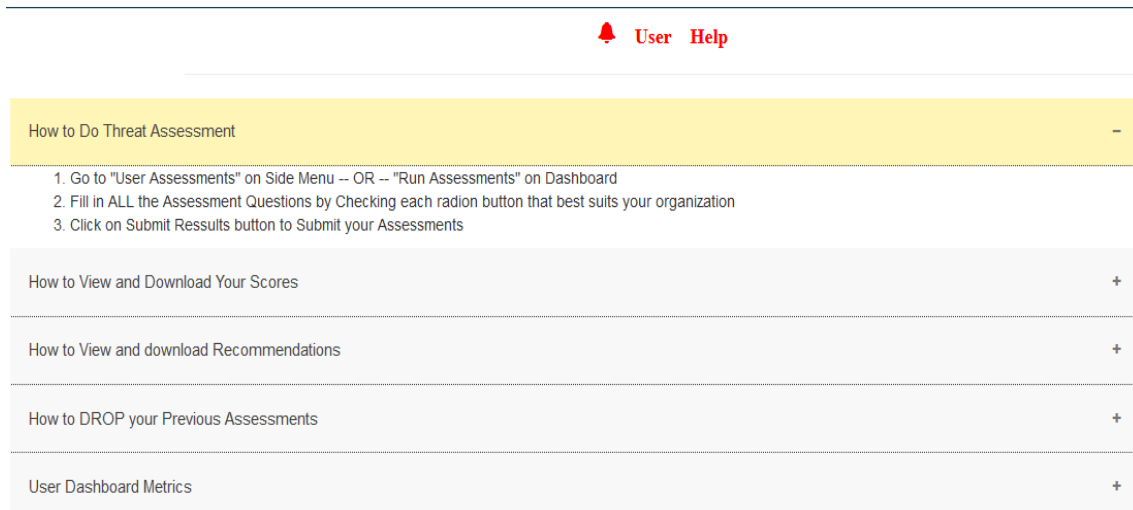 User Help
How to Do Threat Assessment
1. Go to "User Assessments" on Side Menu -- OR -- "Run Assessments" on Dashboard
2. Fill in ALL the Assessment Questions by Checking each radion button that best suits your organization
3. Click on Submit Ressults button to Submit your Assessments
How to View and Download Your Scores
How to View and download Recommendations
How to DROP your Previous Assessments
User Dashboard Metrics